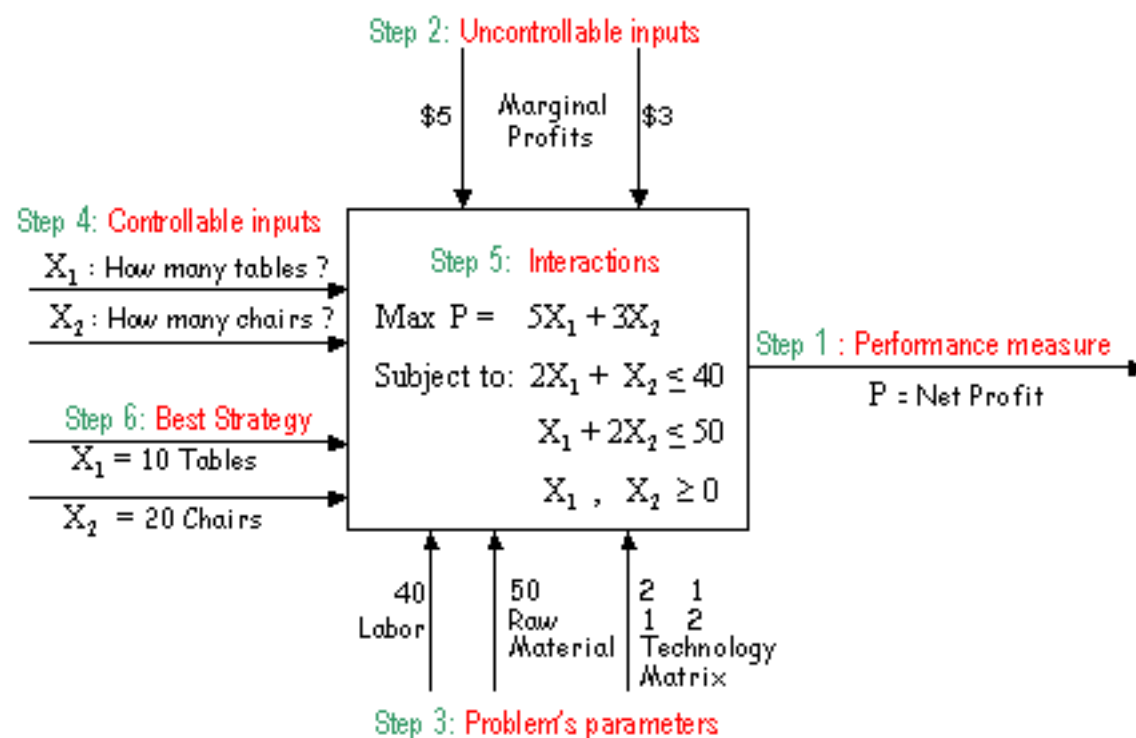 Step 2: Uncontrollable inputs
$5 Marginal Profits $3
Step 4: Controllable inputs
X₁ : How many tables ?
X₂ : How many chairs ?
Step 5: Interactions
Max P = 5X₁ + 3X₂
Subject to: 2X₁ + X₂ ≤ 40
X₁ + 2X₂ ≤ 50
X₁ , X₂ ≥ 0
Step 1 : Performance measure
P = Net Profit
Step 6: Best Strategy
X₁ = 10 Tables
X₂ = 20 Chairs
40
Labor
50
Raw
Material
2 1
1 2
Technology
Matrix
Step 3: Problem's parameters